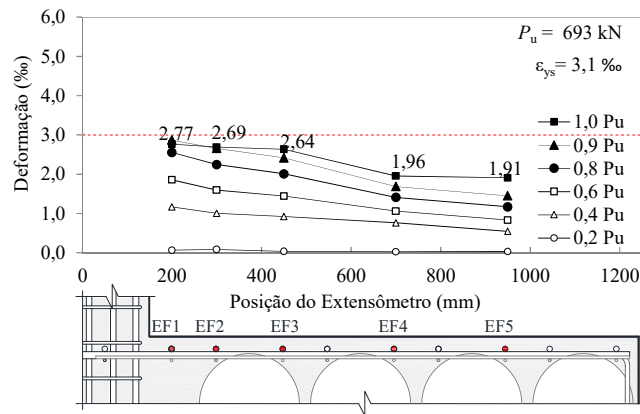 6,0
5,0
4,0
3,0
2,0
1,0
0,0
Deformação (‰)
Pu = 693 kN
εys= 3,1 ‰
2,77
2,69
2,64
1,96
1,91
1,0 Pu
0,9 Pu
0,8 Pu
0,6 Pu
0,4 Pu
0,2 Pu
0 200 400 600 800 1000 1200
Posição do Extensômetro (mm)
EF1 EF2 EF3 EF4 EF5